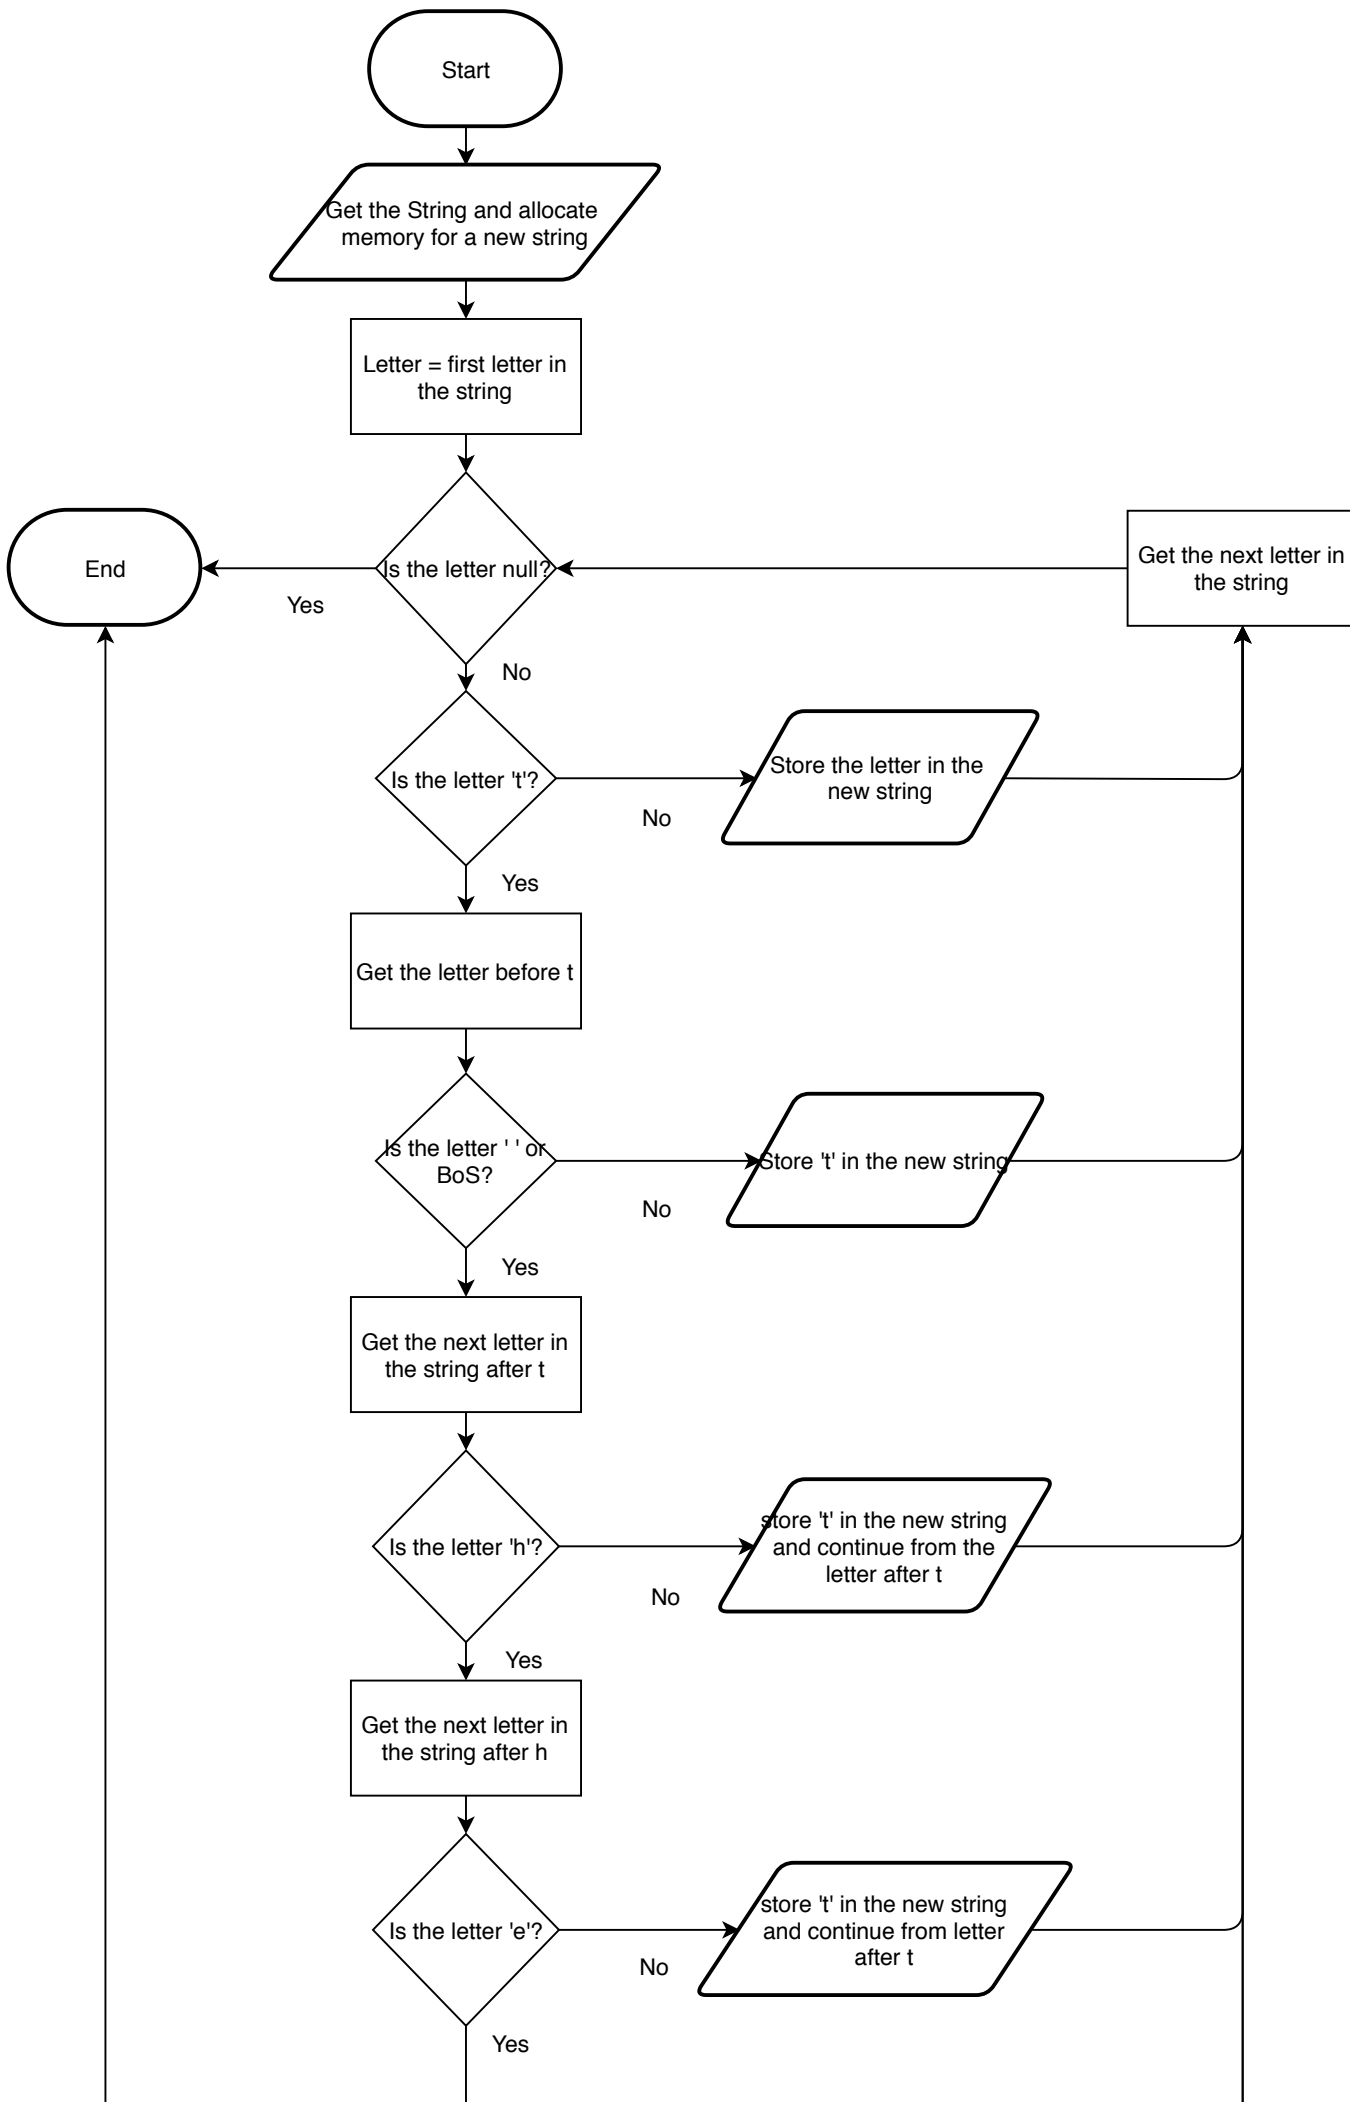 Start
Get the String and allocate
memory for a new string
Letter = first letter in
the string
End
Is the letter null?
Get the next letter in
the string
Yes
No
Is the letter 't'?
Store the letter in the
new string
No
Yes
Get the letter before t
Is the letter ' ' or
BoS?
Store 't' in the new string
No
Yes
Get the next letter in
the string after t
Is the letter 'h'?
store 't' in the new string
and continue from the
letter after t
No
Yes
Get the next letter in
the string after h
Is the letter 'e'?
store 't' in the new string
and continue from letter
after t
No
Yes